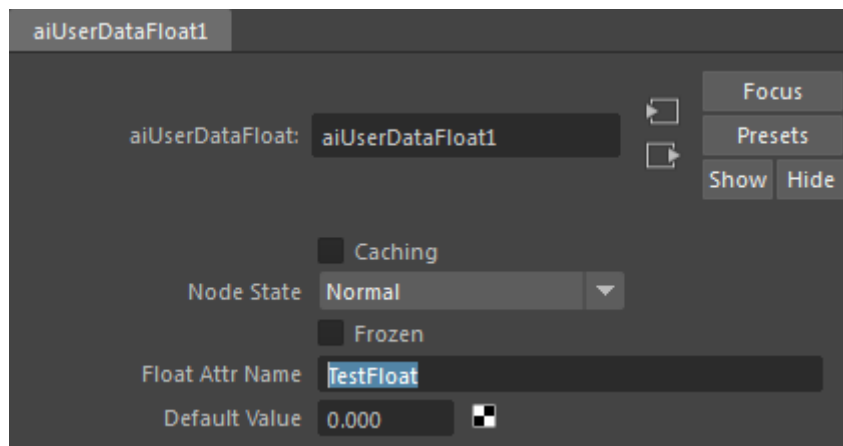 aiUserDataFloat1
Focus
aiUserDataFloat: aiUserDataFloat1
Presets
Show Hide
Caching
Node State Normal
Frozen
Float Attr Name TestFloat
Default Value 0.000